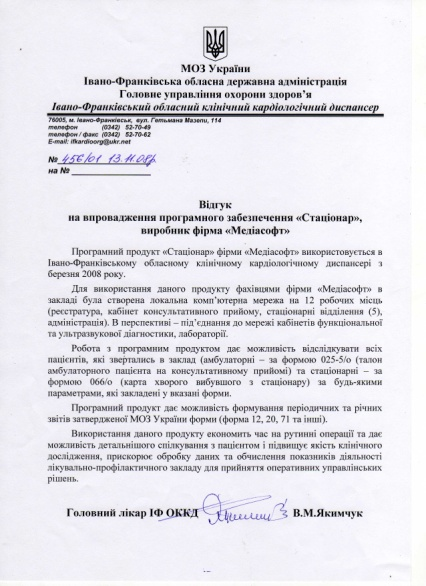 МОЗ України
Івано-Франківська обласна державна адміністрація
Головне управління охорони здоров'я
Івано-Франківський обласний клінічний кардіологічний диспансер
76005, м. Івано-Франківськ, вул. Гетьмана Мазепи, 114
телефон (0342) 52-70-49
телефон / факс (0342) 52-70-62
E-mail: ifkardioorg@ukr.net
№ 456/01 13.11.08р.
на №
Відгук
на впровадження програмного забезпечення «Стаціонар»,
виробник фірма «Медіасофт»
Програмний продукт «Стаціонар» фірми «Медіасофт» використовується в
Івано-Франківському обласному клінічному кардіологічному диспансері з
березня 2008 року.
Для використання даного продукту фахівцями фірми «Медіасофт» в
закладі була створена локальна комп'ютерна мережа на 12 робочих місць
(реєстратура, кабінет консультативного прийому, стаціонарні відділення (5),
адміністрація). В перспективі – під'єднання до мережі кабінетів функціональної
та ультразвукової діагностики, лабораторії.
Робота з програмним продуктом дає можливість відслідкувати всіх
пацієнтів, які звертались в заклад (амбулаторні – за формою 025-5/о (талон
амбулаторного пацієнта на консультативному прийомі) та стаціонарні – за
формою 066/о (карта хворого вибувшого з стаціонару) за будь-якими
параметрами, які закладені у вказані форми.
Програмний продукт дає можливість формування періодичних та річних
звітів затвердженої МОЗ України форми (форма 12, 20, 71 та інші).
Використання даного продукту економить час на рутинні операції та дає
можливість детальнішого спілкування з пацієнтом і підвищує якість клінічного
дослідження, прискорює обробку даних та обчислення показників діяльності
лікувально-профілактичного закладу для прийняття оперативних управлінських
рішень.
Головний лікар ІФ ОККД В.М.Якимчук